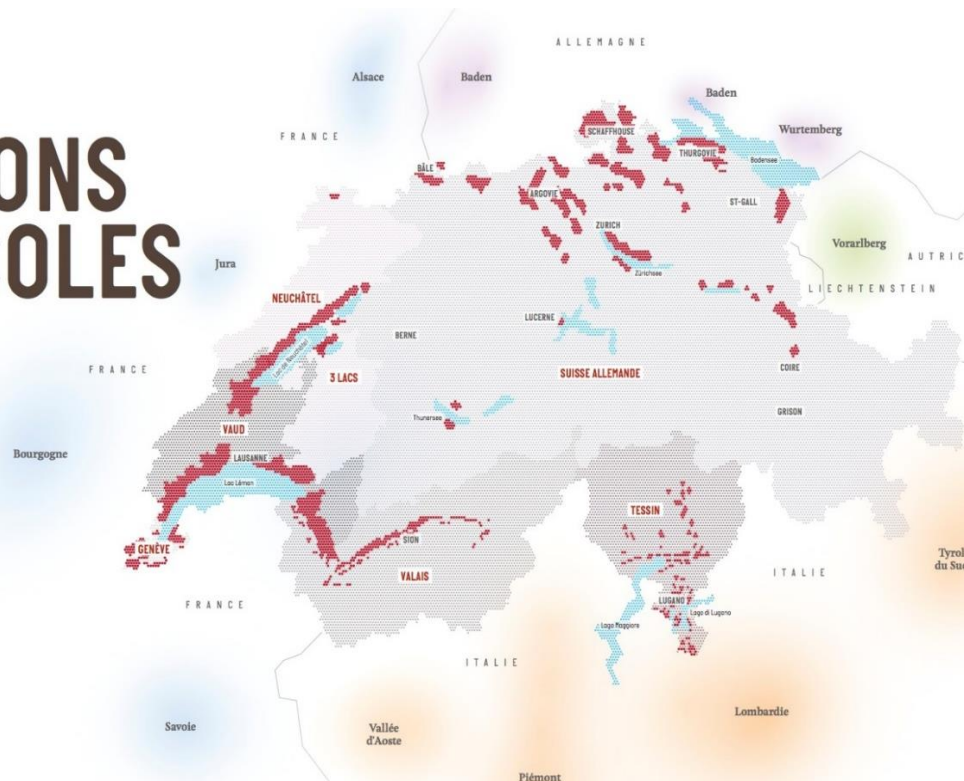 ONS
OLES
ALLEMAGNE
Alsace
Baden
Baden
Wurtemberg
FRANCE
SCHAFFHOUSE
THURGOVIE
Bodensee
BÂLE
ARGOVIE
ST-GALL
ZURICH
Zürichsee
Vorarlberg
AUTRIC
LIECHTENSTEIN
Jura
NEUCHÂTEL
Lac de Neuchâtel
LUCERNE
BERNE
FRANCE
3 LACS
SUISSE ALLEMANDE
COIRE
GRISON
Thunersee
VAUD
Bourgogne
LAUSANNE
Lac Léman
GENÈVE
SION
VALAIS
TESSIN
ITALIE
Tyrol
du Su
FRANCE
LUGANO
Lago di Lugano
Lago Maggiore
ITALIE
Savoie
Vallée
d'Aoste
Lombardie
Piémont